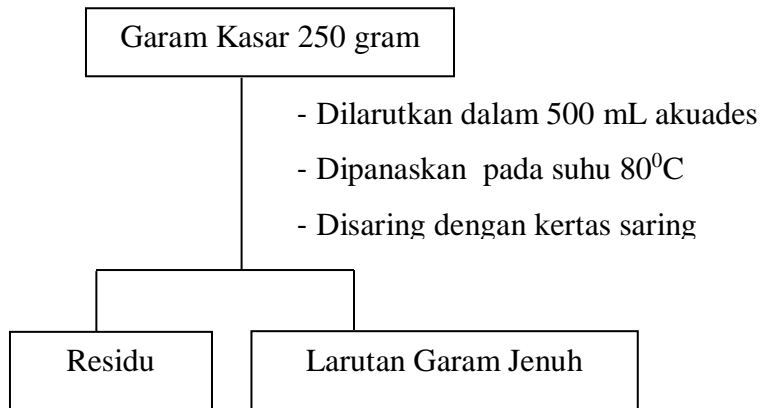 Garam Kasar 250 gram
- Dilarutkan dalam 500 mL akuades
- Dipanaskan pada suhu 80⁰C
- Disaring dengan kertas saring
Residu
Larutan Garam Jenuh